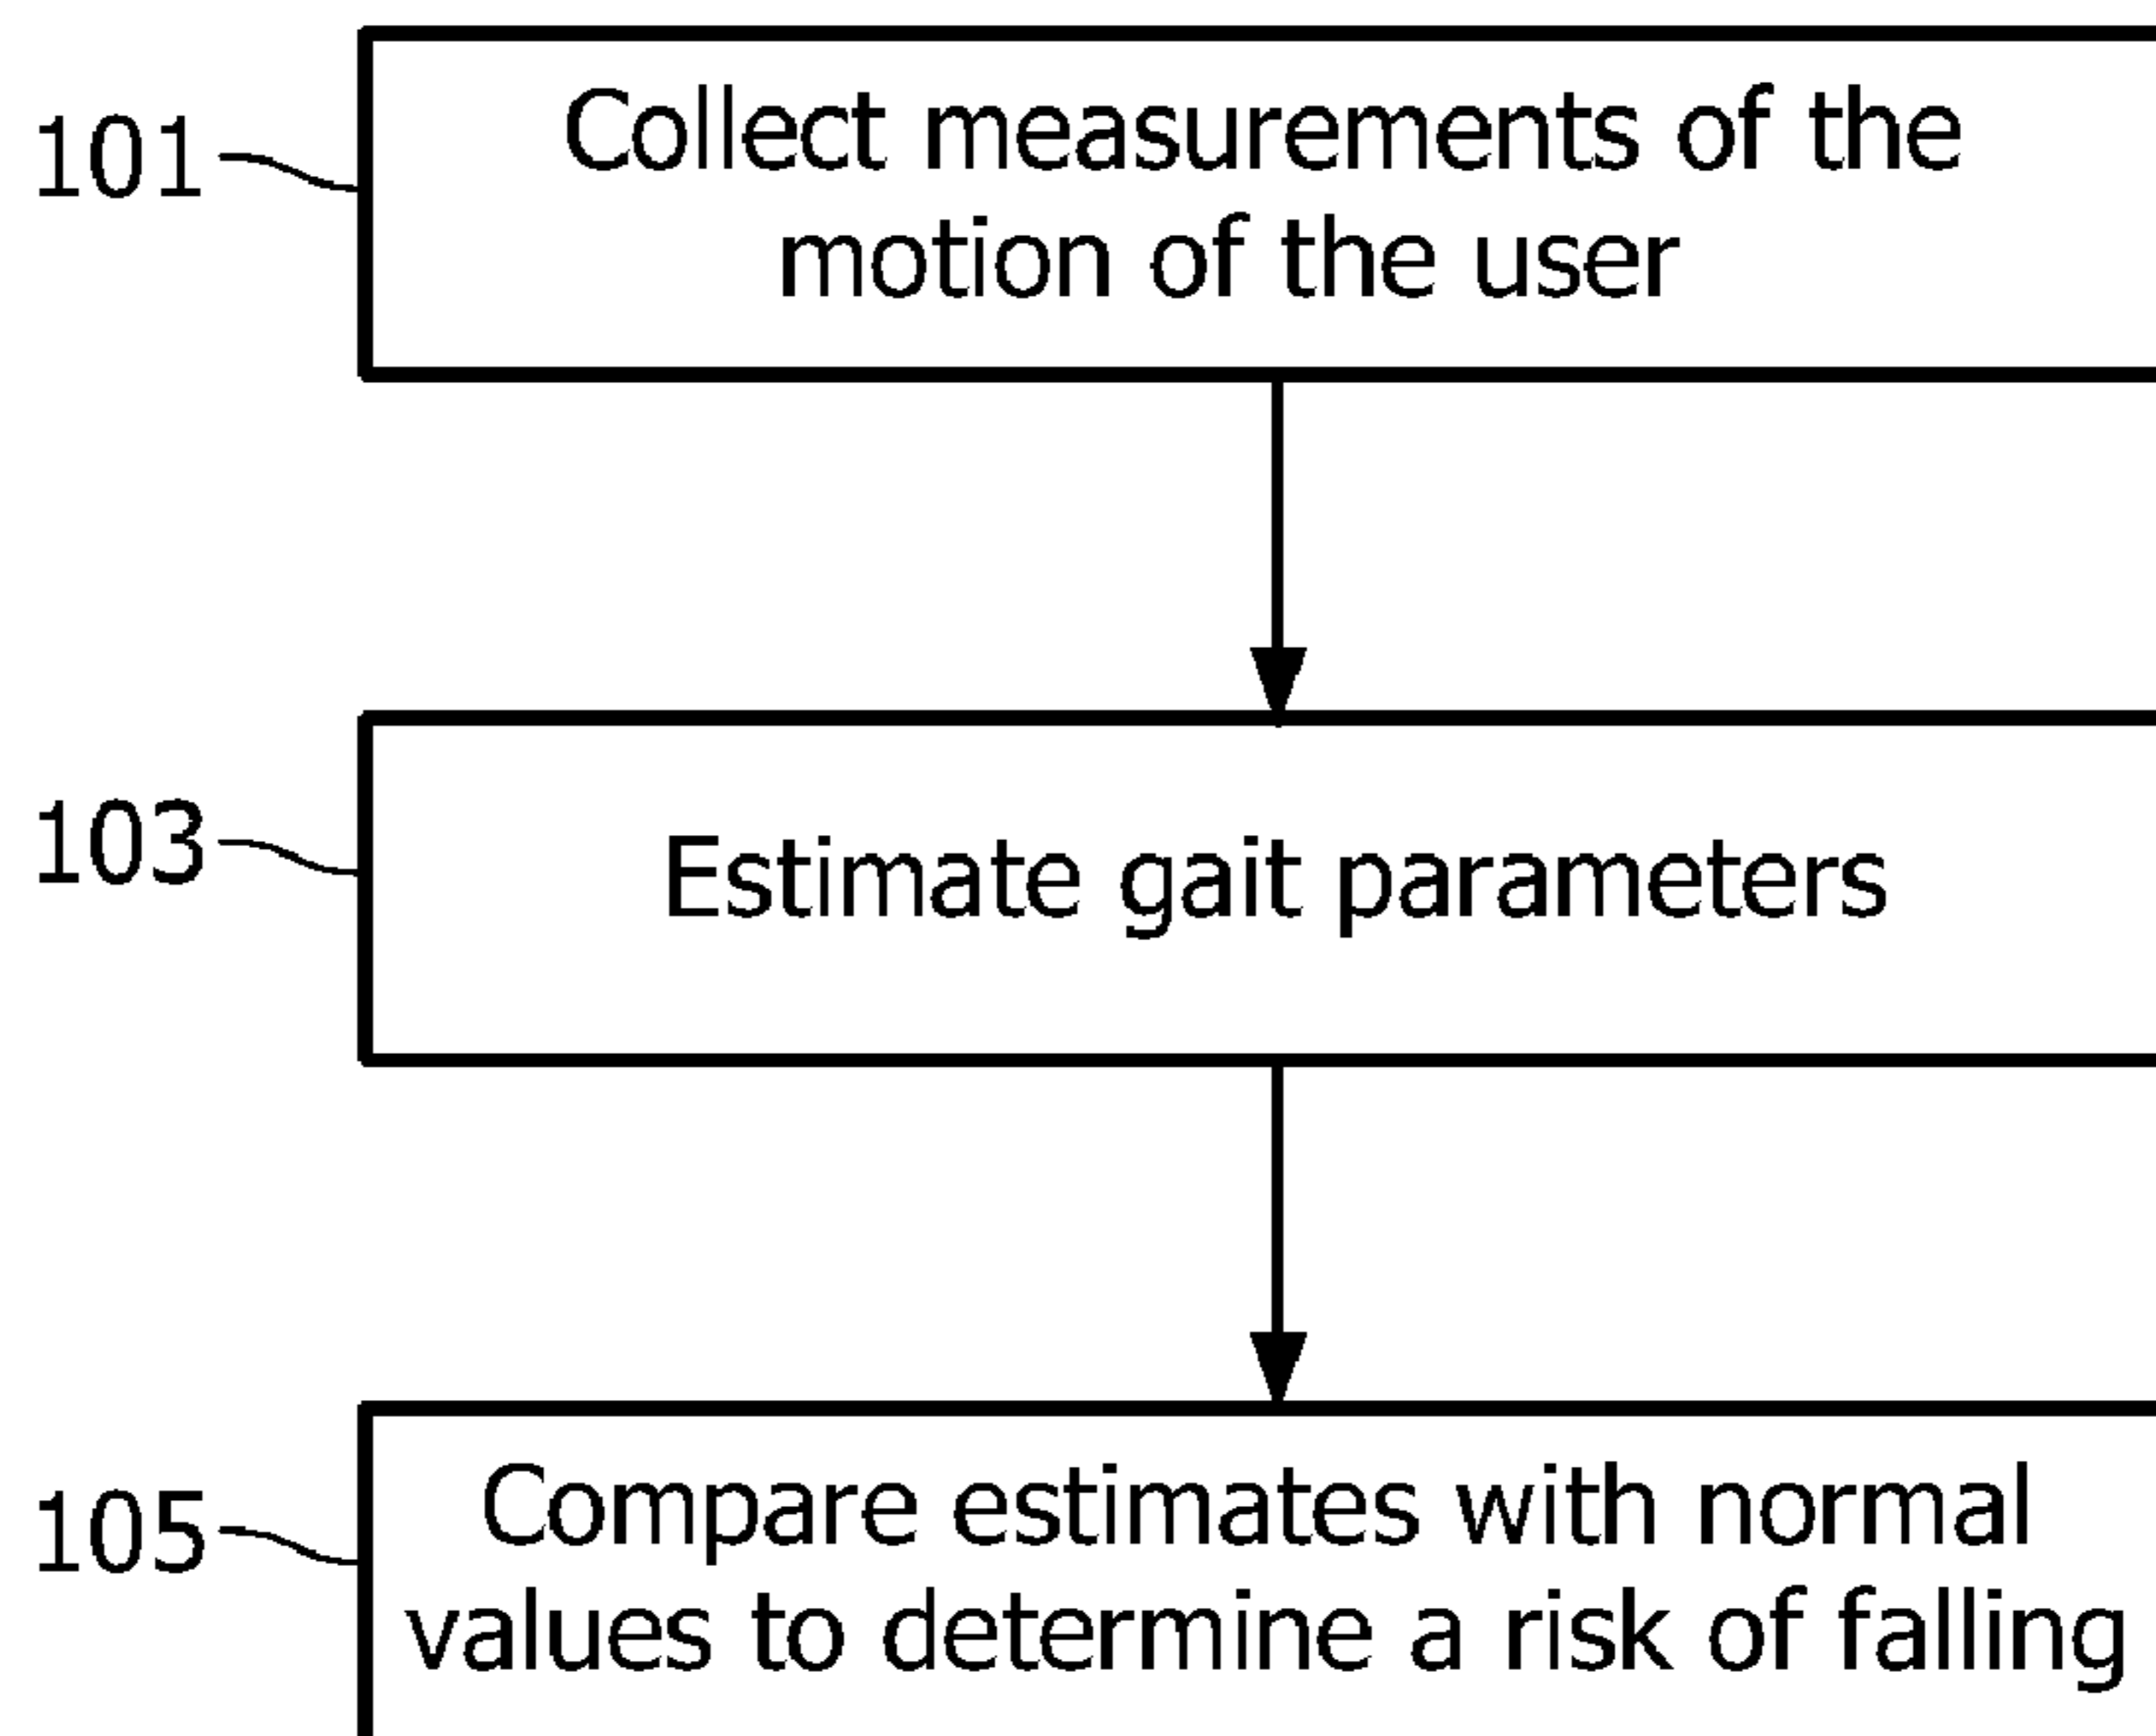 101
Collect measurements of the
motion of the user
103
Estimate gait parameters
105
Compare estimates with normal
values to determine a risk of falling